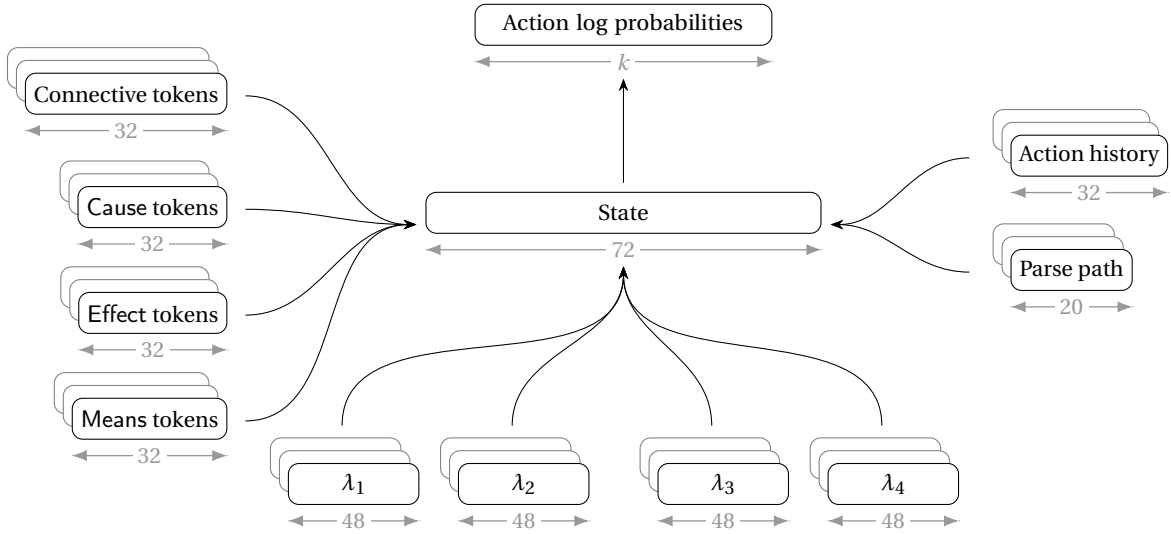 Action log probabilities
k
Connective tokens
32
Cause tokens
32
Effect tokens
32
Means tokens
32
State
72
Action history
32
Parse path
20
λ1
48
λ2
48
λ3
48
λ4
48